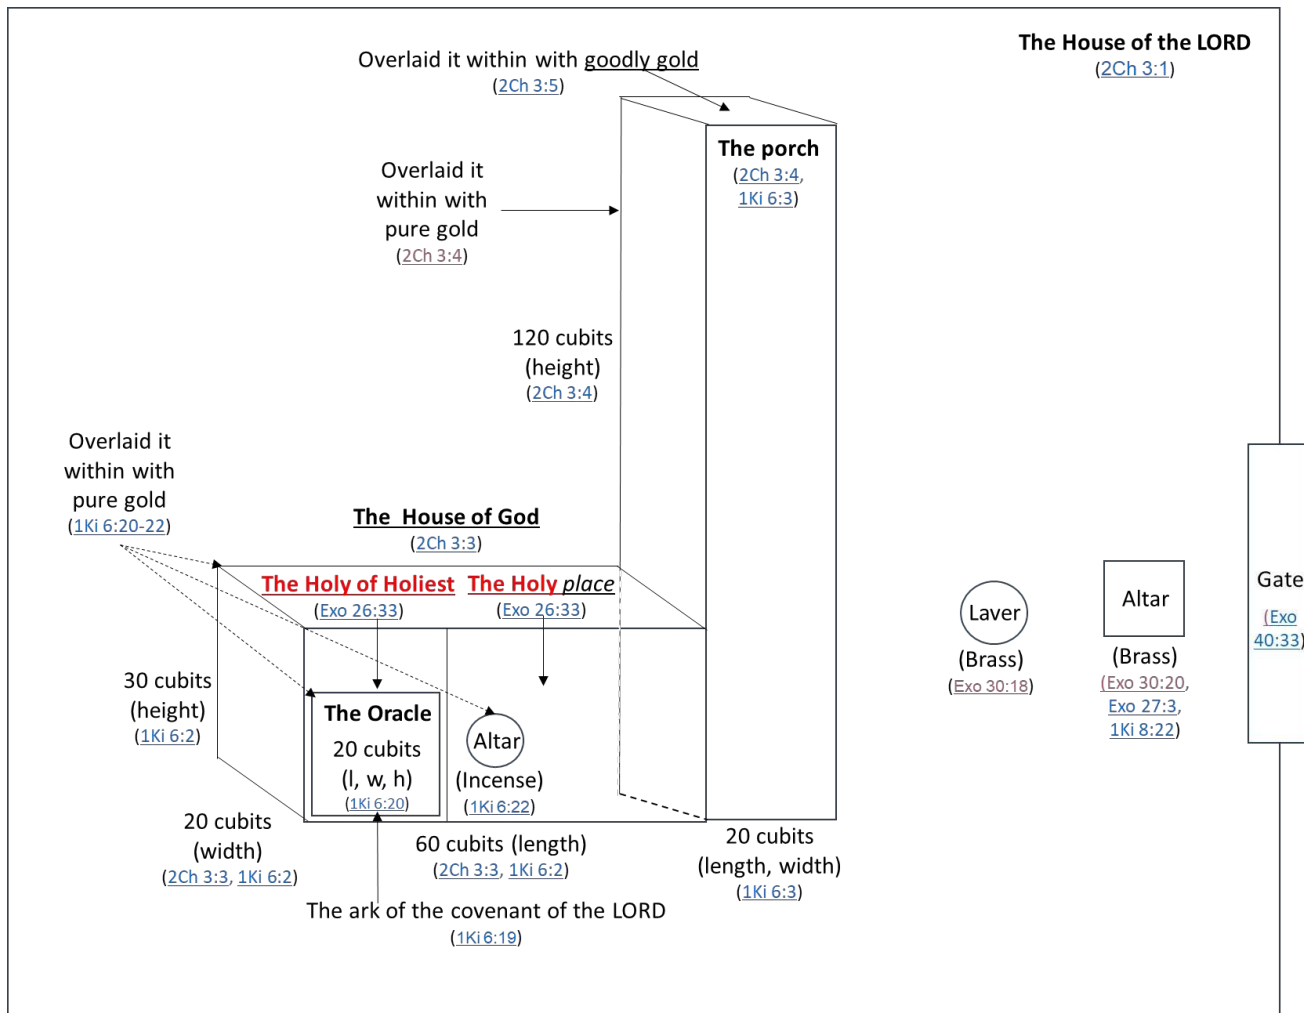 The House of the LORD
(2Ch 3:1)
Overlaid it within with goodly gold
(2Ch 3:5)
The porch
(2Ch 3:4,
1Ki 6:3)
Overlaid it
within with
pure gold
(2Ch 3:4)
120 cubits
(height)
(2Ch 3:4)
Overlaid it
within with
pure gold
(1Ki 6:20-22)
The House of God
(2Ch 3:3)
The Holy of Holiest
(Exo 26:33)
The Holy place
(Exo 26:33)
30 cubits
(height)
(1Ki 6:2)
The Oracle
20 cubits
(l, w, h)
(1Ki 6:20)
Altar
(Incense)
(1Ki 6:22)
20 cubits
(width)
(2Ch 3:3, 1Ki 6:2)
60 cubits (length)
(2Ch 3:3, 1Ki 6:2)
20 cubits
(length, width)
(1Ki 6:3)
The ark of the covenant of the LORD
(1Ki 6:19)
Laver
(Brass)
(Exo 30:18)
Altar
(Brass)
(Exo 30:20,
Exo 27:3,
1Ki 8:22)
Gate
(Exo
40:33)